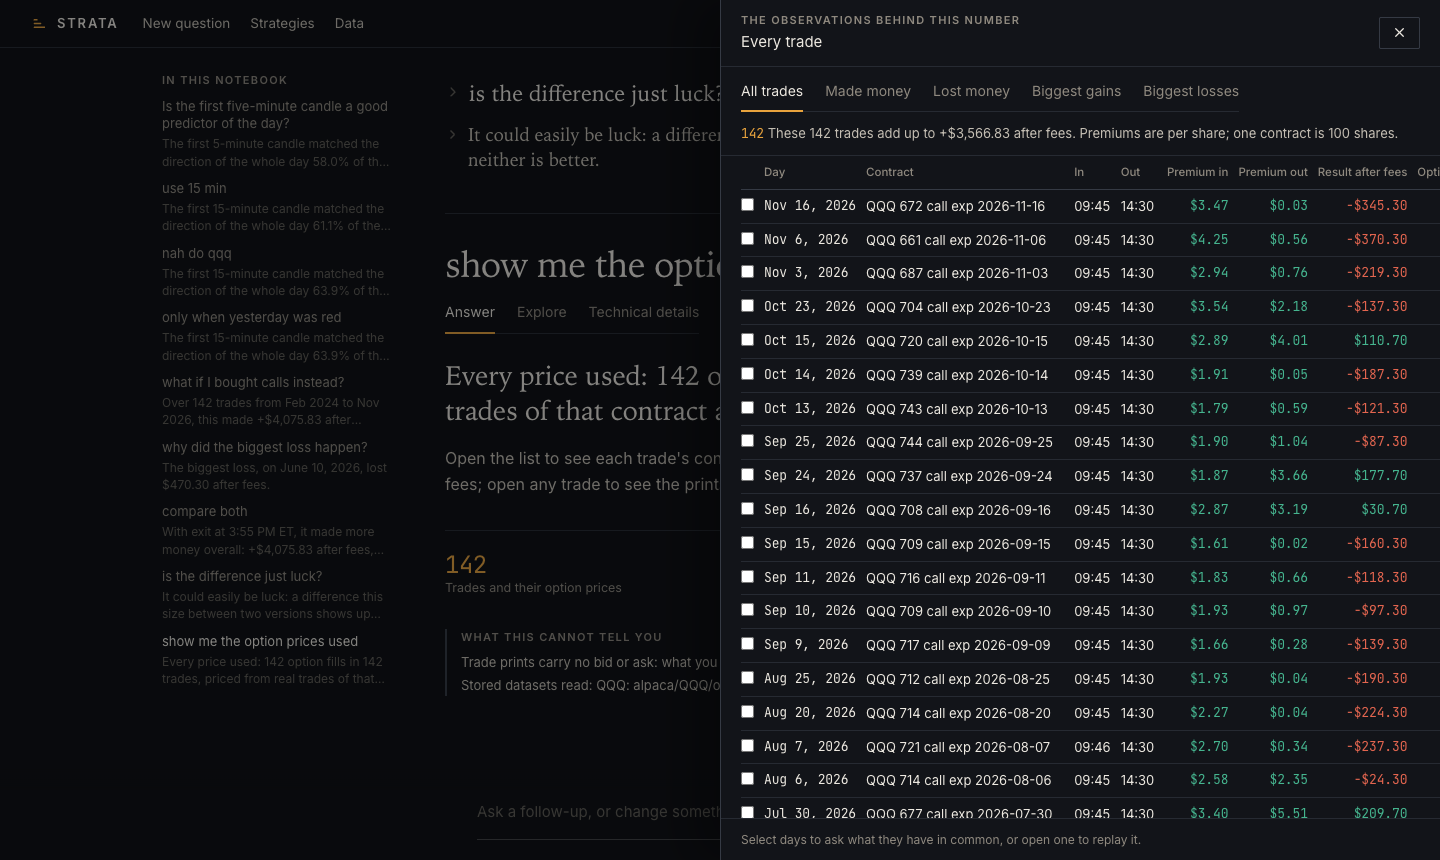 STRATA
New question
Strategies
Data
IN THIS NOTEBOOK
Is the first five-minute candle a good
predictor of the day?
The first 5-minute candle matched the
direction of the whole day 58.0% of th...
use 15 min
The first 15-minute candle matched the
direction of the whole day 61.1% of the...
nah do qqq
The first 15-minute candle matched the
direction of the whole day 63.9% of th...
only when yesterday was red
The first 15-minute candle matched the
direction of the whole day 63.9% of th...
what if I bought calls instead?
Over 142 trades from Feb 2024 to Nov
2026, this made +$4,075.83 after...
why did the biggest loss happen?
The biggest loss, on June 10, 2026, lost
$470.30 after fees.
compare both
With exit at 3:55 PM ET, it made more
money overall: +$4,075.83 after fees,...
is the difference just luck?
It could easily be luck: a difference this
size between two versions shows up...
show me the option prices used
Every price used: 142 option fills in 142
trades, priced from real trades of that...
is the difference just luck?
It could easily be luck: a differen
neither is better.
show me the optio
Answer
Explore
Technical details
Every price used: 142 o
trades of that contract a
Open the list to see each trade's con
fees; open any trade to see the print
142
Trades and their option prices
WHAT THIS CANNOT TELL YOU
Trade prints carry no bid or ask: what you
Stored datasets read: QQQ: alpaca/QQQ/o
Ask a follow-up, or change someth
THE OBSERVATIONS BEHIND THIS NUMBER
Every trade
×
All trades
Made money
Lost money
Biggest gains
Biggest losses
142 These 142 trades add up to +$3,566.83 after fees. Premiums are per share; one contract is 100 shares.
Day Contract In Out Premium in Premium out Result after fees Opti
Nov 16, 2026 QQQ 672 call exp 2026-11-16 09:45 14:30 $3.47 $0.03 -$345.30
Nov 6, 2026 QQQ 661 call exp 2026-11-06 09:45 14:30 $4.25 $0.56 -$370.30
Nov 3, 2026 QQQ 687 call exp 2026-11-03 09:45 14:30 $2.94 $0.76 -$219.30
Oct 23, 2026 QQQ 704 call exp 2026-10-23 09:45 14:30 $3.54 $2.18 -$137.30
Oct 15, 2026 QQQ 720 call exp 2026-10-15 09:45 14:30 $2.89 $4.01 $110.70
Oct 14, 2026 QQQ 739 call exp 2026-10-14 09:45 14:30 $1.91 $0.05 -$187.30
Oct 13, 2026 QQQ 743 call exp 2026-10-13 09:45 14:30 $1.79 $0.59 -$121.30
Sep 25, 2026 QQQ 744 call exp 2026-09-25 09:45 14:30 $1.90 $1.04 -$87.30
Sep 24, 2026 QQQ 737 call exp 2026-09-24 09:45 14:30 $1.87 $3.66 $177.70
Sep 16, 2026 QQQ 708 call exp 2026-09-16 09:45 14:30 $2.87 $3.19 $30.70
Sep 15, 2026 QQQ 709 call exp 2026-09-15 09:45 14:30 $1.61 $0.02 -$160.30
Sep 11, 2026 QQQ 716 call exp 2026-09-11 09:45 14:30 $1.83 $0.66 -$118.30
Sep 10, 2026 QQQ 709 call exp 2026-09-10 09:45 14:30 $1.93 $0.97 -$97.30
Sep 9, 2026 QQQ 717 call exp 2026-09-09 09:45 14:30 $1.66 $0.28 -$139.30
Aug 25, 2026 QQQ 712 call exp 2026-08-25 09:45 14:30 $1.93 $0.04 -$190.30
Aug 20, 2026 QQQ 714 call exp 2026-08-20 09:45 14:30 $2.27 $0.04 -$224.30
Aug 7, 2026 QQQ 721 call exp 2026-08-07 09:46 14:30 $2.70 $0.34 -$237.30
Aug 6, 2026 QQQ 714 call exp 2026-08-06 09:45 14:30 $2.58 $2.35 -$24.30
Jul 30, 2026 QQQ 677 call exp 2026-07-30 09:45 14:30 $3.40 $5.51 $209.70
Select days to ask what they have in common, or open one to replay it.